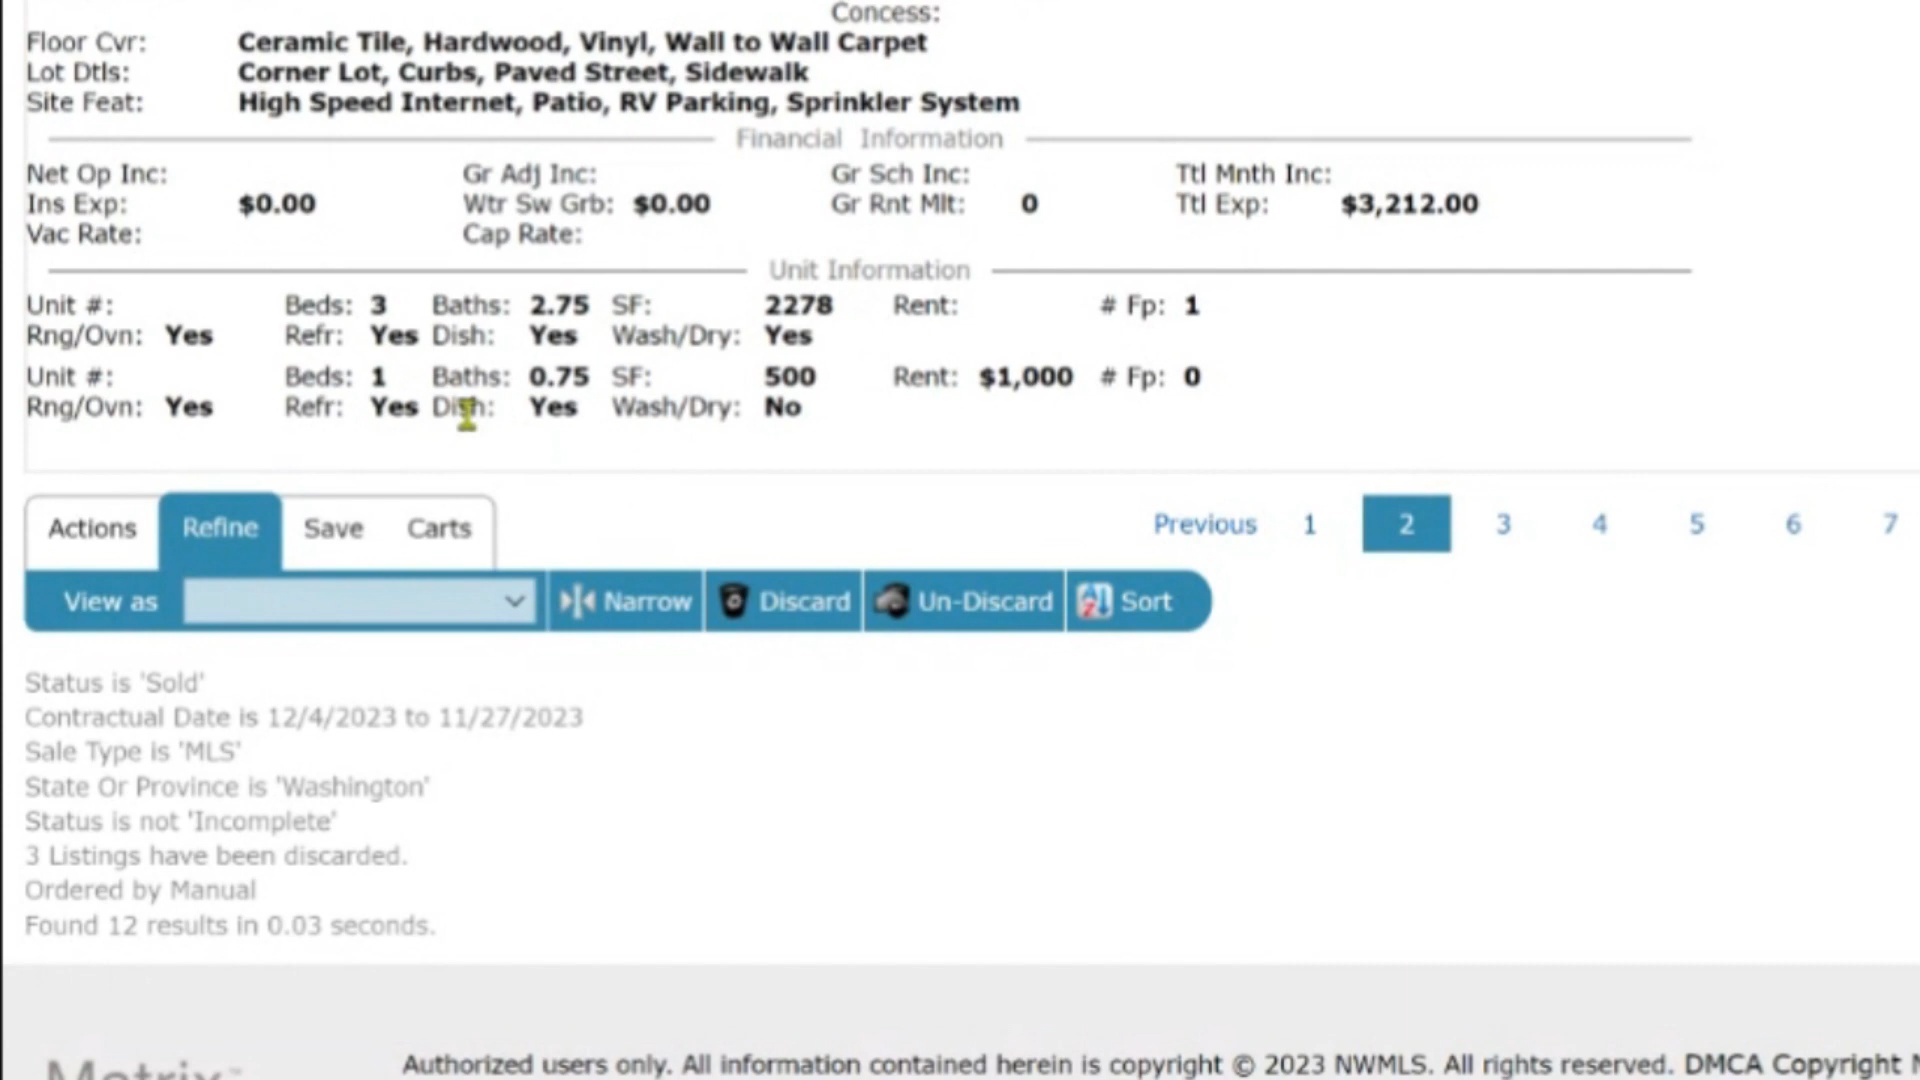 Concess:
Floor Cvr: Ceramic Tile, Hardwood, Vinyl, Wall to Wall Carpet
Lot Dtls: Corner Lot, Curbs, Paved Street, Sidewalk
Site Feat: High Speed Internet, Patio, RV Parking, Sprinkler System
Financial Information
Net Op Inc: Gr Adj Inc: Gr Sch Inc: Ttl Mnth Inc:
Ins Exp: $0.00 Wtr Sw Grb: $0.00 Gr Rnt Mlt: 0 Ttl Exp: $3,212.00
Vac Rate: Cap Rate:
Unit Information
Unit #: Beds: 3 Baths: 2.75 SF: 2278 Rent: # Fp: 1
Rng/Ovn: Yes Refr: Yes Dish: Yes Wash/Dry: Yes
Unit #: Beds: 1 Baths: 0.75 SF: 500 Rent: $1,000 # Fp: 0
Rng/Ovn: Yes Refr: Yes Dish: Yes Wash/Dry: No
Actions Refine Save Carts Previous 1 2 3 4 5 6 7
View as Narrow Discard Un-Discard Sort
Status is 'Sold'
Contractual Date is 12/4/2023 to 11/27/2023
Sale Type is 'MLS'
State Or Province is 'Washington'
Status is not 'Incomplete'
3 Listings have been discarded.
Ordered by Manual
Found 12 results in 0.03 seconds.
Matrix™ Authorized users only. All information contained herein is copyright © 2023 NWMLS. All rights reserved. DMCA Copyright